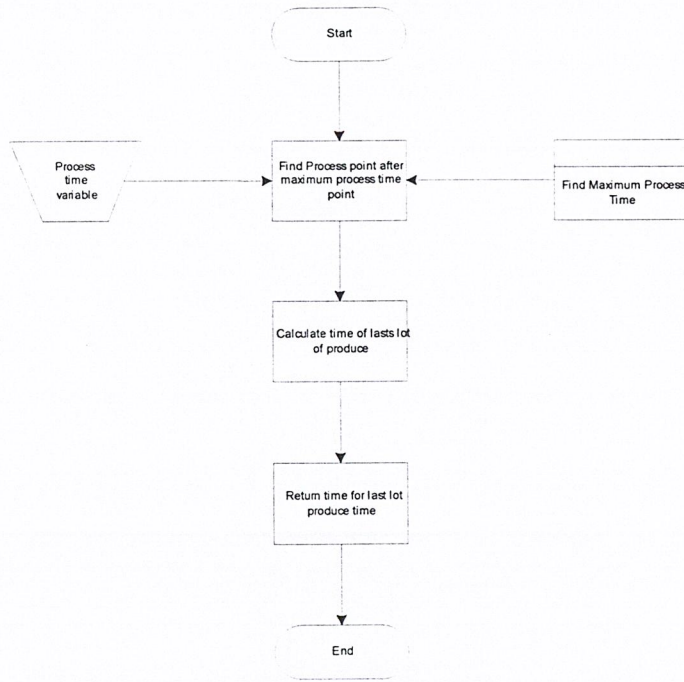 Start
Process
time
variable
Find Process point after
maximum process time
point
Find Maximum Process
Time
Calculate time of lasts lot
of produce
Return time for last lot
produce time
End